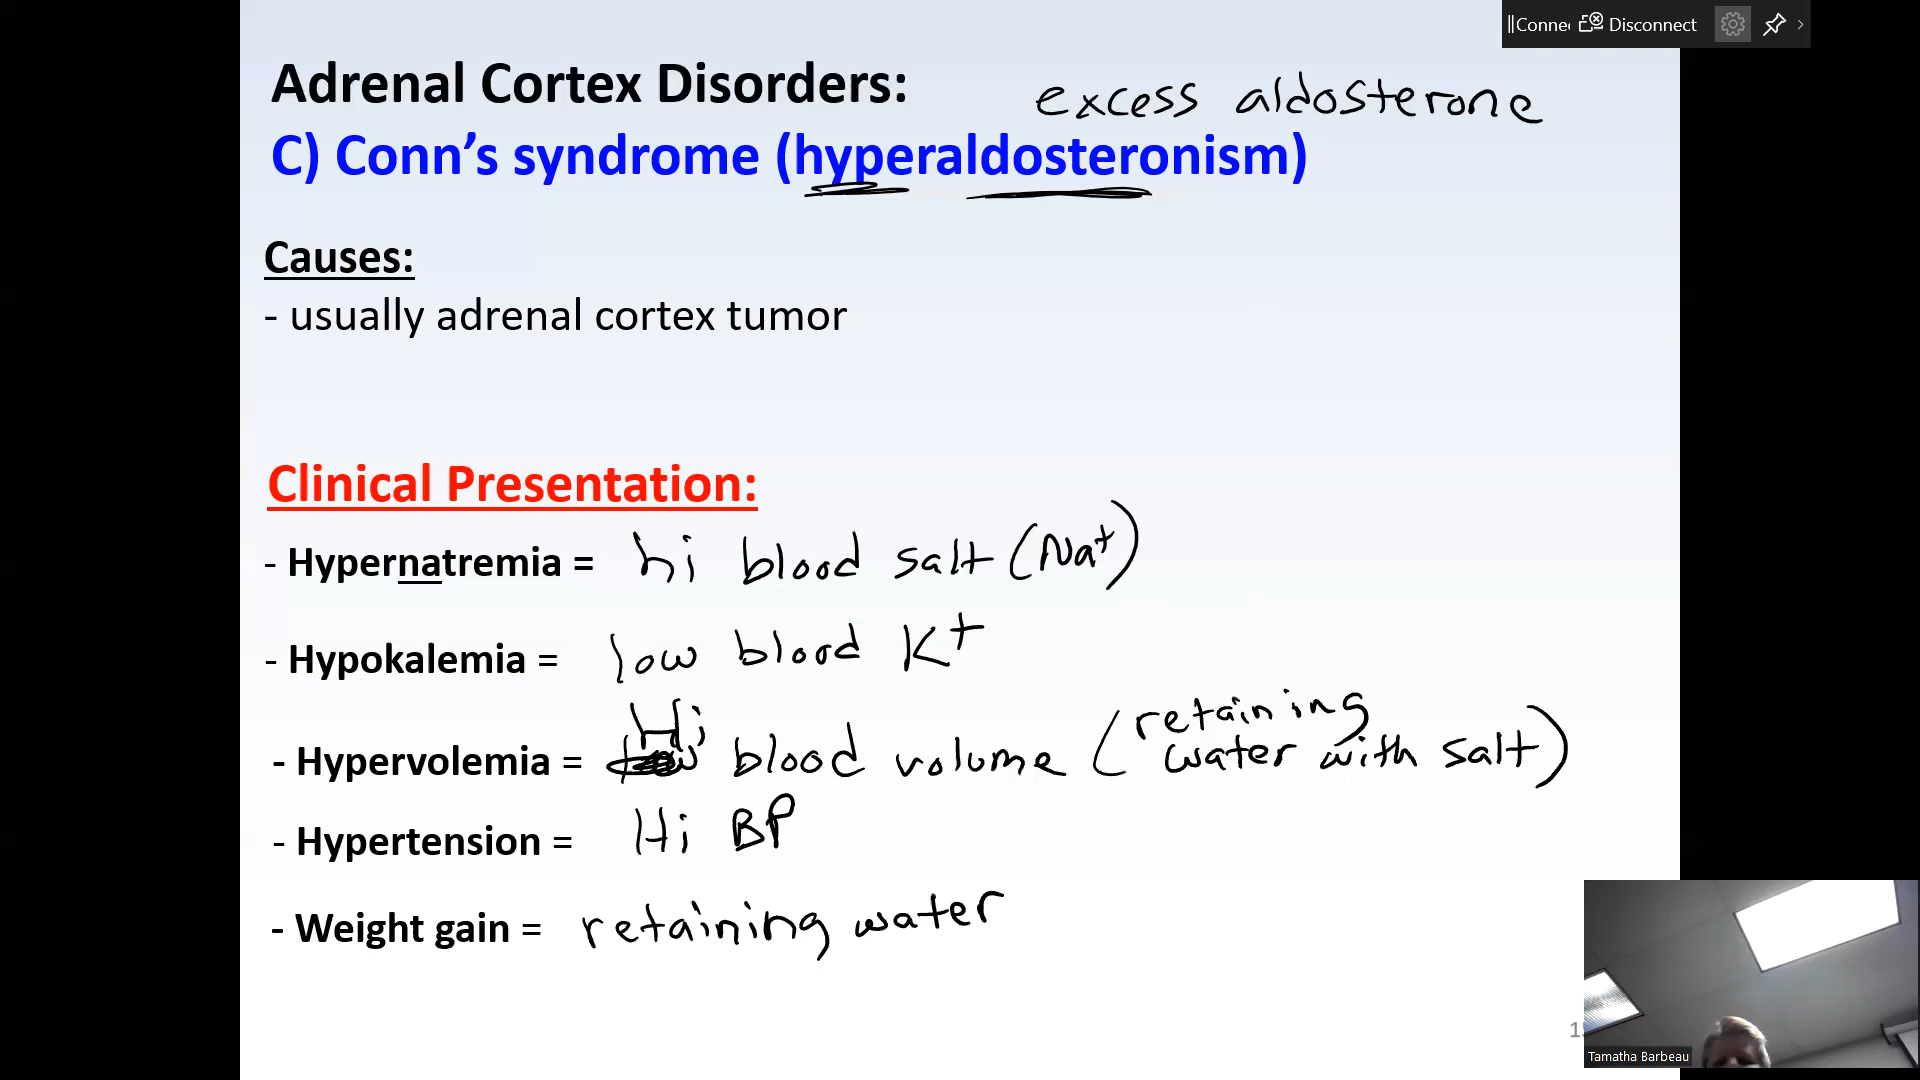 Conne Disconnect
Adrenal Cortex Disorders:
excess aldosterone
C) Conn's syndrome (hyperaldosteronism)
Causes:
- usually adrenal cortex tumor
Clinical Presentation:
- Hypernatremia = hi blood salt (Na+)
- Hypokalemia = low blood K+
- Hypervolemia = Hi blood volume (retaining water with salt)
- Hypertension = Hi BP
- Weight gain = retaining water
Tamatha Barbeau